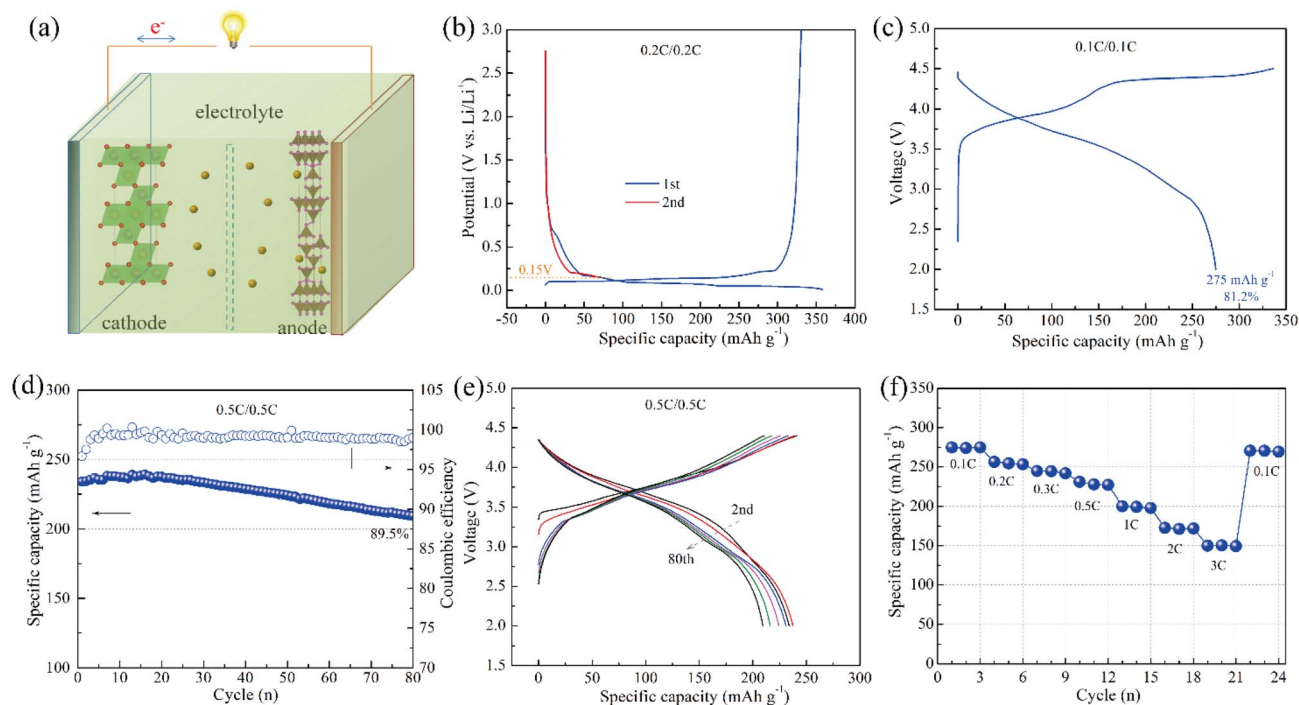 (a)
e⁻
electrolyte
cathode
anode
(b)
0.2C/0.2C
3.0
2.5
2.0
1.5
1.0
0.5
0.0
Potential (V vs. Li/Li⁺)
1st
2nd
0.15V
-50 0 50 100 150 200 250 300 350 400
Specific capacity (mAh g⁻¹)
(c)
0.1C/0.1C
5.0
4.5
4.0
3.5
3.0
2.5
2.0
1.5
Voltage (V)
275 mAh g⁻¹
81.2%
0 50 100 150 200 250 300 350
Specific capacity (mAh g⁻¹)
(d)
0.5C/0.5C
300
250
200
150
100
Specific capacity (mAh g⁻¹)
105
100
95
90
85
80
75
70
Coulombic efficiency
89.5%
0 10 20 30 40 50 60 70 80
Cycle (n)
(e)
0.5C/0.5C
5.0
4.5
4.0
3.5
3.0
2.5
2.0
1.5
Voltage (V)
2nd
80th
0 50 100 150 200 250 300
Specific capacity (mAh g⁻¹)
(f)
400
350
300
250
200
150
100
50
0
Specific capacity (mAh g⁻¹)
0.1C
0.2C
0.3C
0.5C
1C
2C
3C
0.1C
0 3 6 9 12 15 18 21 24
Cycle (n)